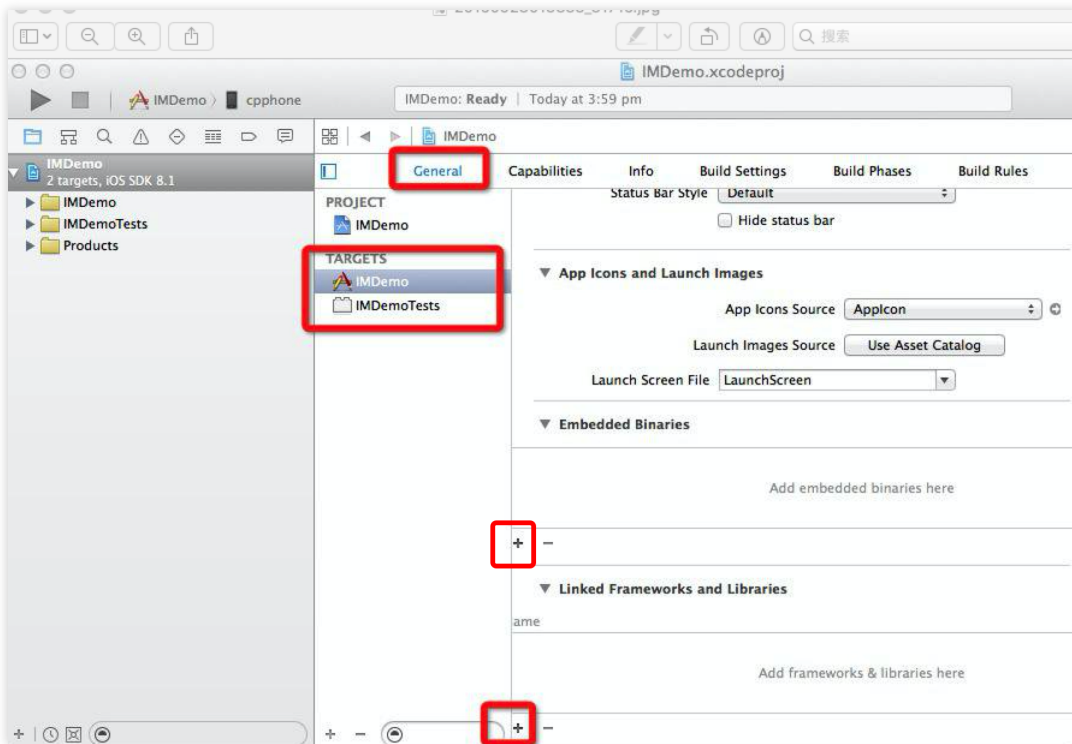 搜索
IMDemo.xcodeproj
IMDemo
cpphone
IMDemo: Ready | Today at 3:59 pm
IMDemo
IMDemo
2 targets, iOS SDK 8.1
IMDemo
IMDemoTests
Products
General Capabilities Info Build Settings Build Phases Build Rules
PROJECT
IMDemo
TARGETS
IMDemo
IMDemoTests
Status Bar Style Default
Hide status bar
App Icons and Launch Images
App Icons Source AppIcon
Launch Images Source Use Asset Catalog
Launch Screen File LaunchScreen
Embedded Binaries
Add embedded binaries here
Linked Frameworks and Libraries
ame
Add frameworks & libraries here